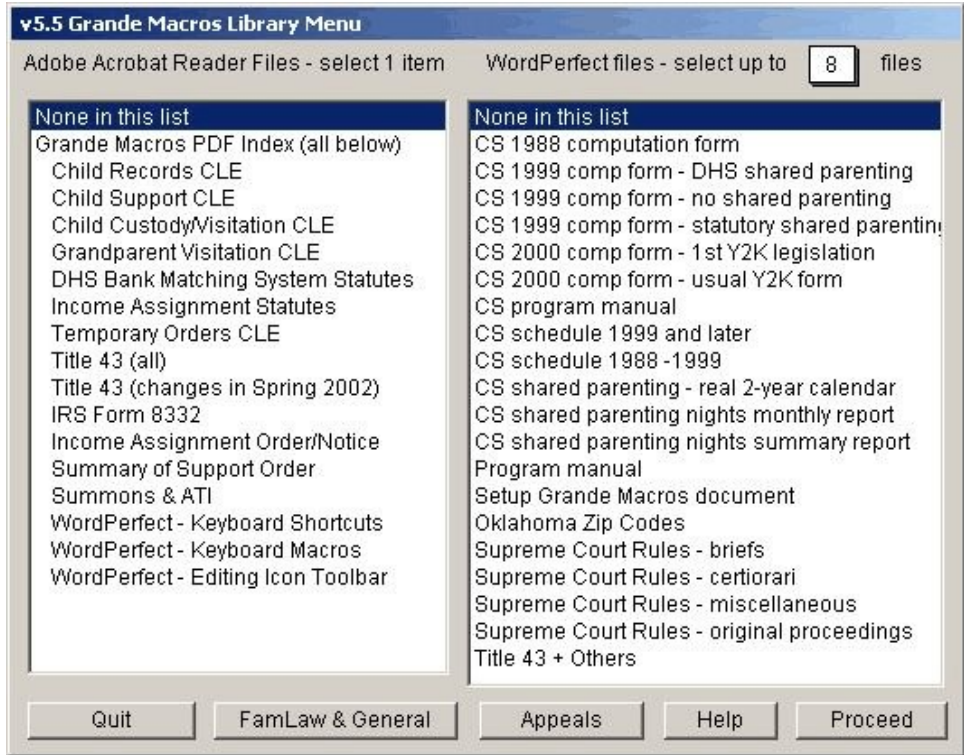 v5.5 Grande Macros Library Menu
Adobe Acrobat Reader Files - select 1 item
WordPerfect files - select up to 8 files
None in this list
Grande Macros PDF Index (all below)
Child Records CLE
Child Support CLE
Child Custody/Visitation CLE
Grandparent Visitation CLE
DHS Bank Matching System Statutes
Income Assignment Statutes
Temporary Orders CLE
Title 43 (all)
Title 43 (changes in Spring 2002)
IRS Form 8332
Income Assignment Order/Notice
Summary of Support Order
Summons & ATI
WordPerfect - Keyboard Shortcuts
WordPerfect - Keyboard Macros
WordPerfect - Editing Icon Toolbar
None in this list
CS 1988 computation form
CS 1999 comp form - DHS shared parenting
CS 1999 comp form - no shared parenting
CS 1999 comp form - statutory shared parenting
CS 2000 comp form - 1st Y2K legislation
CS 2000 comp form - usual Y2K form
CS program manual
CS schedule 1999 and later
CS schedule 1988 -1999
CS shared parenting - real 2-year calendar
CS shared parenting nights monthly report
CS shared parenting nights summary report
Program manual
Setup Grande Macros document
Oklahoma Zip Codes
Supreme Court Rules - briefs
Supreme Court Rules - certiorari
Supreme Court Rules - miscellaneous
Supreme Court Rules - original proceedings
Title 43 + Others
Quit
FamLaw & General
Appeals
Help
Proceed